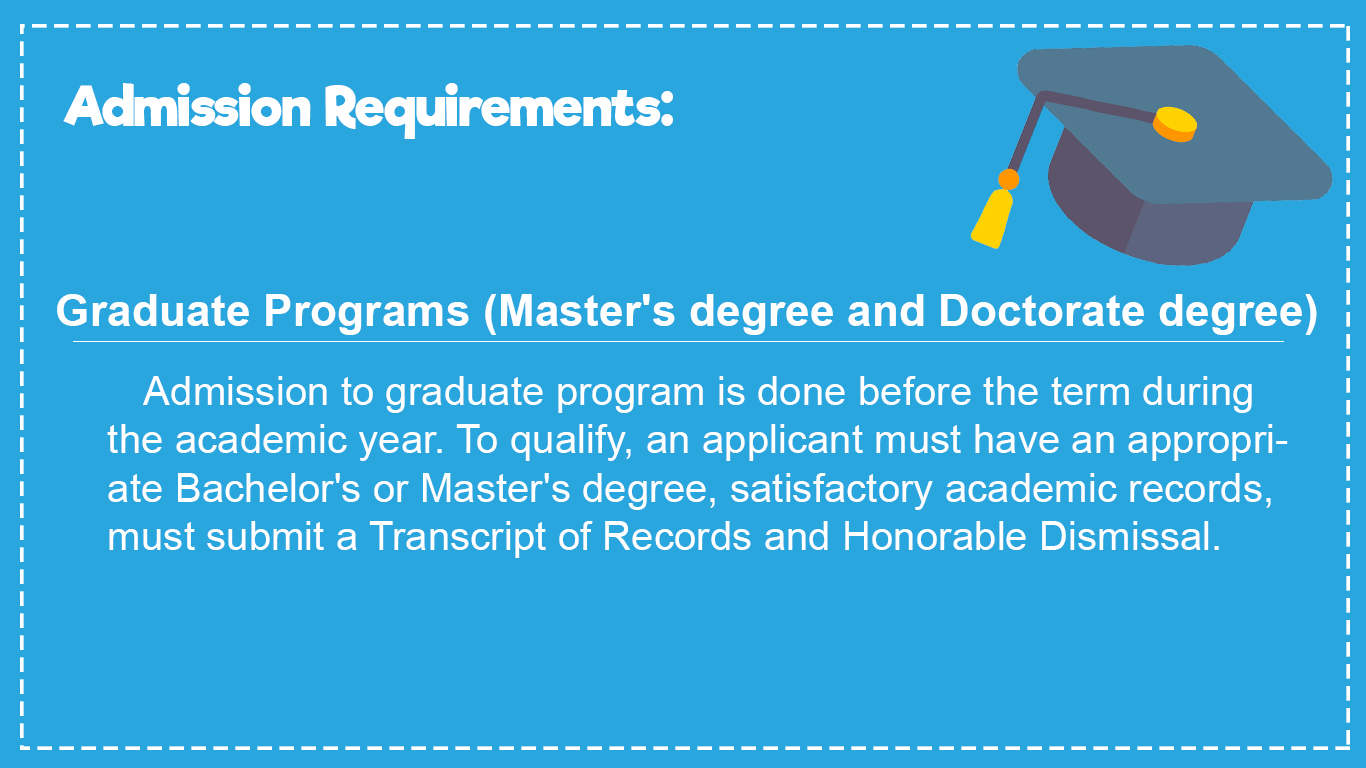 Admission Requirements:
Graduate Programs (Master's degree and Doctorate degree)
Admission to graduate program is done before the term during
the academic year. To qualify, an applicant must have an appropri-
ate Bachelor's or Master's degree, satisfactory academic records,
must submit a Transcript of Records and Honorable Dismissal.